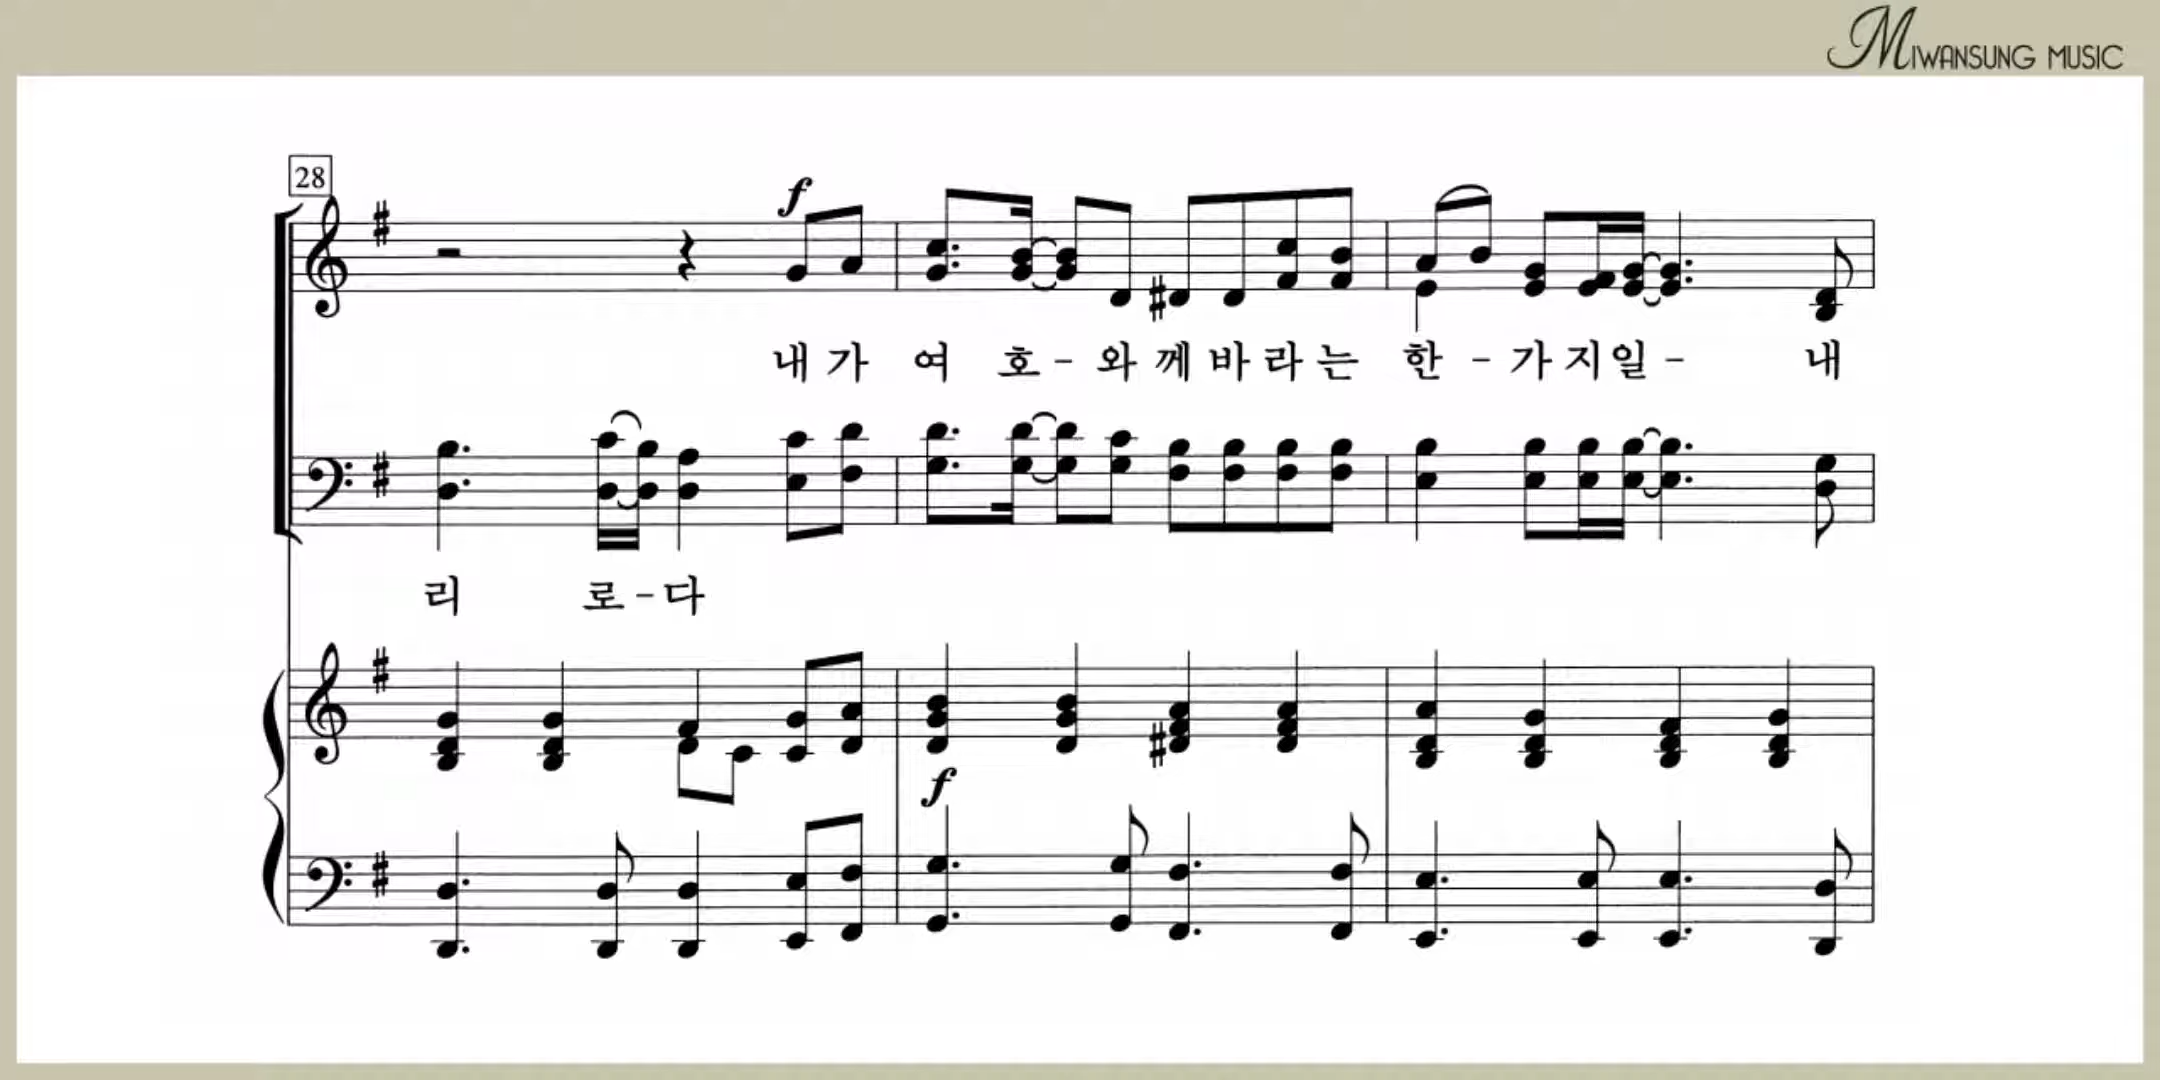 MIWANSUNG MUSIC
28
f
내 가 여 호 - 와 께 바 라 는 한 - 가 지 일 - 내
리 로 - 다
f